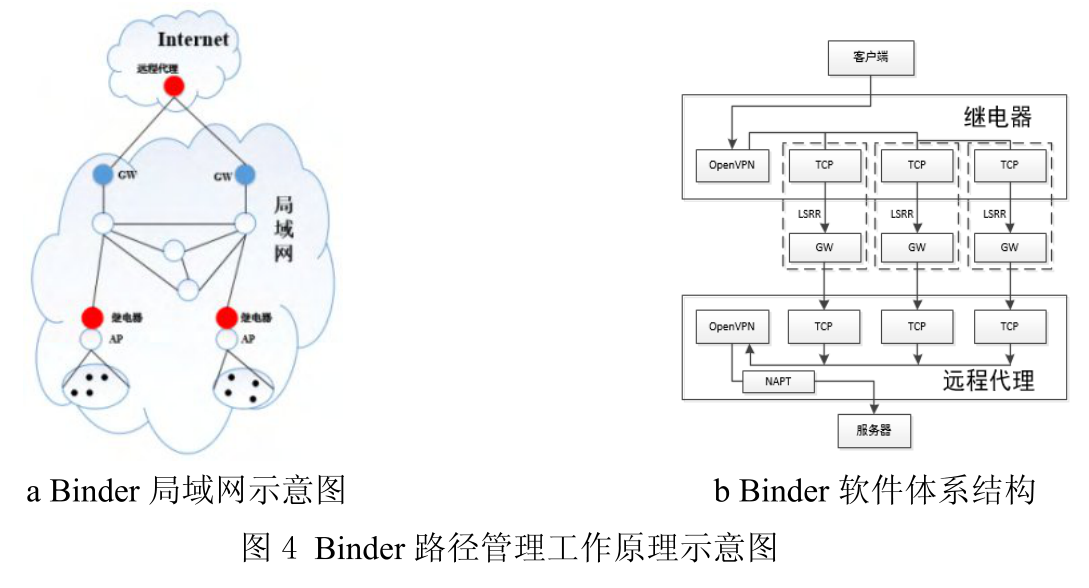 Internet
远程代理
GW
GW
局域网
继电器
继电器
AP
AP
客户端
继电器
OpenVPN
TCP
TCP
TCP
LSRR
LSRR
LSRR
GW
GW
GW
OpenVPN
TCP
TCP
TCP
NAPT
远程代理
服务器
a Binder 局域网示意图
b Binder 软件体系结构
图 4 Binder 路径管理工作原理示意图